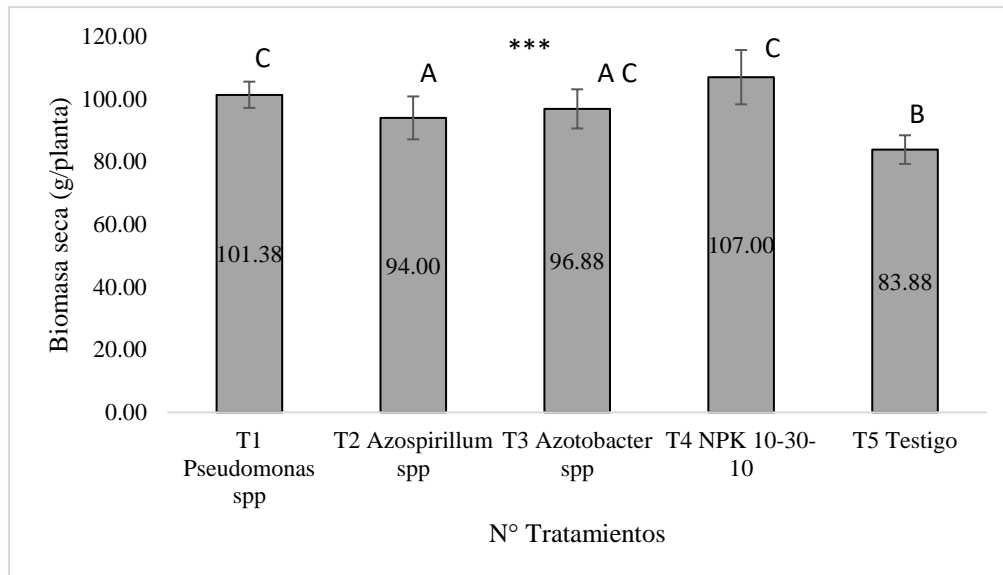 120.00
100.00
80.00
60.00
40.00
20.00
0.00
Biomasa seca (g/planta)
***
C
A
A C
C
B
101.38
94.00
96.88
107.00
83.88
T1
Pseudomonas
spp
T2 Azospirillum
spp
T3 Azotobacter
spp
T4 NPK 10-30-
10
T5 Testigo
N° Tratamientos